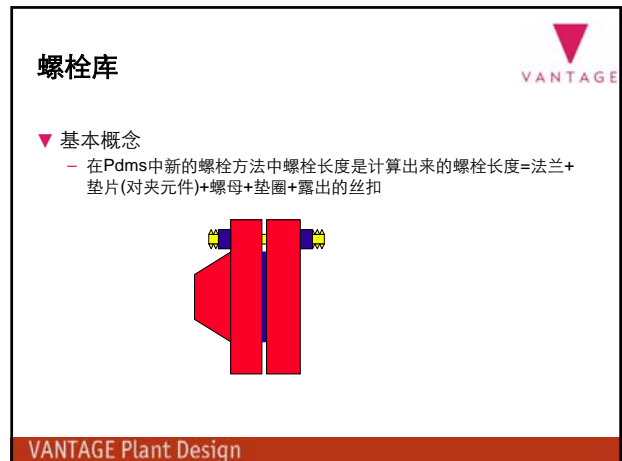 螺栓库
VANTAGE
▼ 基本概念
– 在Pdms中新的螺栓方法中螺栓长度是计算出来的螺栓长度=法兰+
垫片(对夹元件)+螺母+垫圈+露出的丝扣
VANTAGE Plant Design